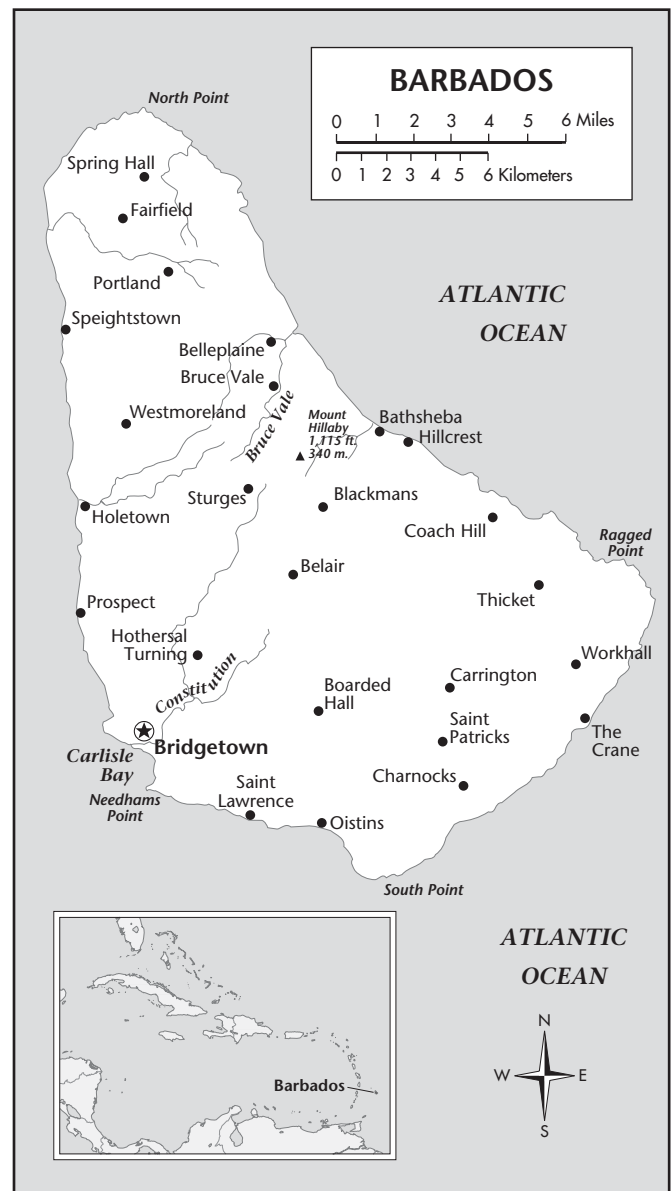 BARBADOS
0 1 2 3 4 5 6 Miles
0 1 2 3 4 5 6 Kilometers
North Point
Spring Hall
Fairfield
Portland
ATLANTIC
OCEAN
Speightstown
Belleplaine
Bruce Vale
Westmoreland
Bruce Vale
Mount
Hillaby
1,115 ft.
340 m.
Bathsheba
Hillcrest
Sturges
Blackmans
Holetown
Coach Hill
Ragged
Point
Belair
Thicket
Prospect
Hothersal
Turning
Constitution
Workhall
Carrington
Boarded
Hall
Saint
Patricks
The
Crane
Bridgetown
Carlisle
Bay
Charnocks
Needhams
Point
Saint
Lawrence
Oistins
South Point
ATLANTIC
OCEAN
Barbados
N
W E
S